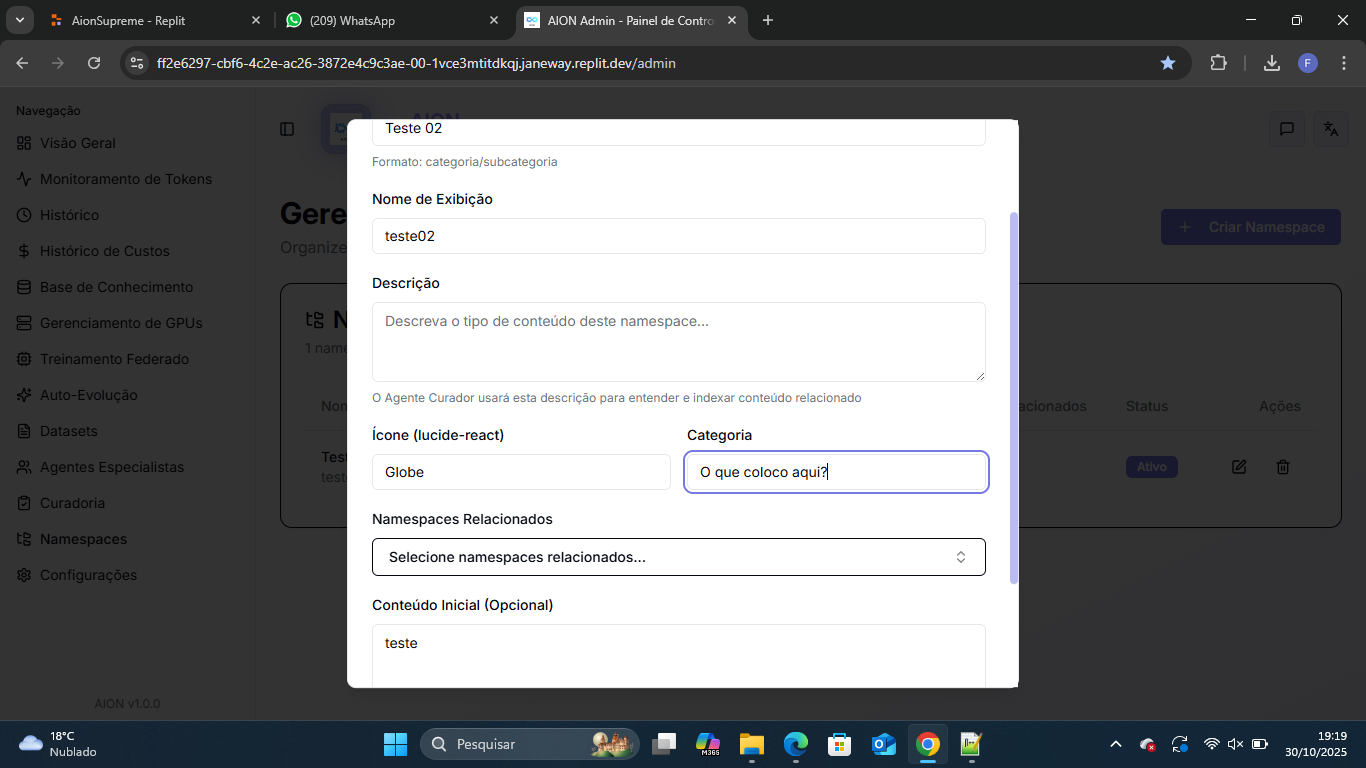 AionSupreme - Replit
(209) WhatsApp
AION Admin - Painel de Contro
ff2e6297-cbf6-4c2e-ac26-3872e4c9c3ae-00-1vce3mtitdkqj.janeway.replit.dev/admin
F
Navegação
Visão Geral
Monitoramento de Tokens
Histórico
Histórico de Custos
Base de Conhecimento
Gerenciamento de GPUs
Treinamento Federado
Auto-Evolução
Datasets
Agentes Especialistas
Curadoria
Namespaces
Configurações
AION v1.0.0
AION
Gere
Organize
Criar Namespace
N
1 name
Nom
acionados
Status
Ações
Test
teste
Ativo
Teste 02
Formato: categoria/subcategoria
Nome de Exibição
teste02
Descrição
Descreva o tipo de conteúdo deste namespace...
O Agente Curador usará esta descrição para entender e indexar conteúdo relacionado
Ícone (lucide-react)
Categoria
Globe
O que coloco aqui?
Namespaces Relacionados
Selecione namespaces relacionados...
Conteúdo Inicial (Opcional)
teste
18°C
Nublado
Pesquisar
M365
19:19
30/10/2025